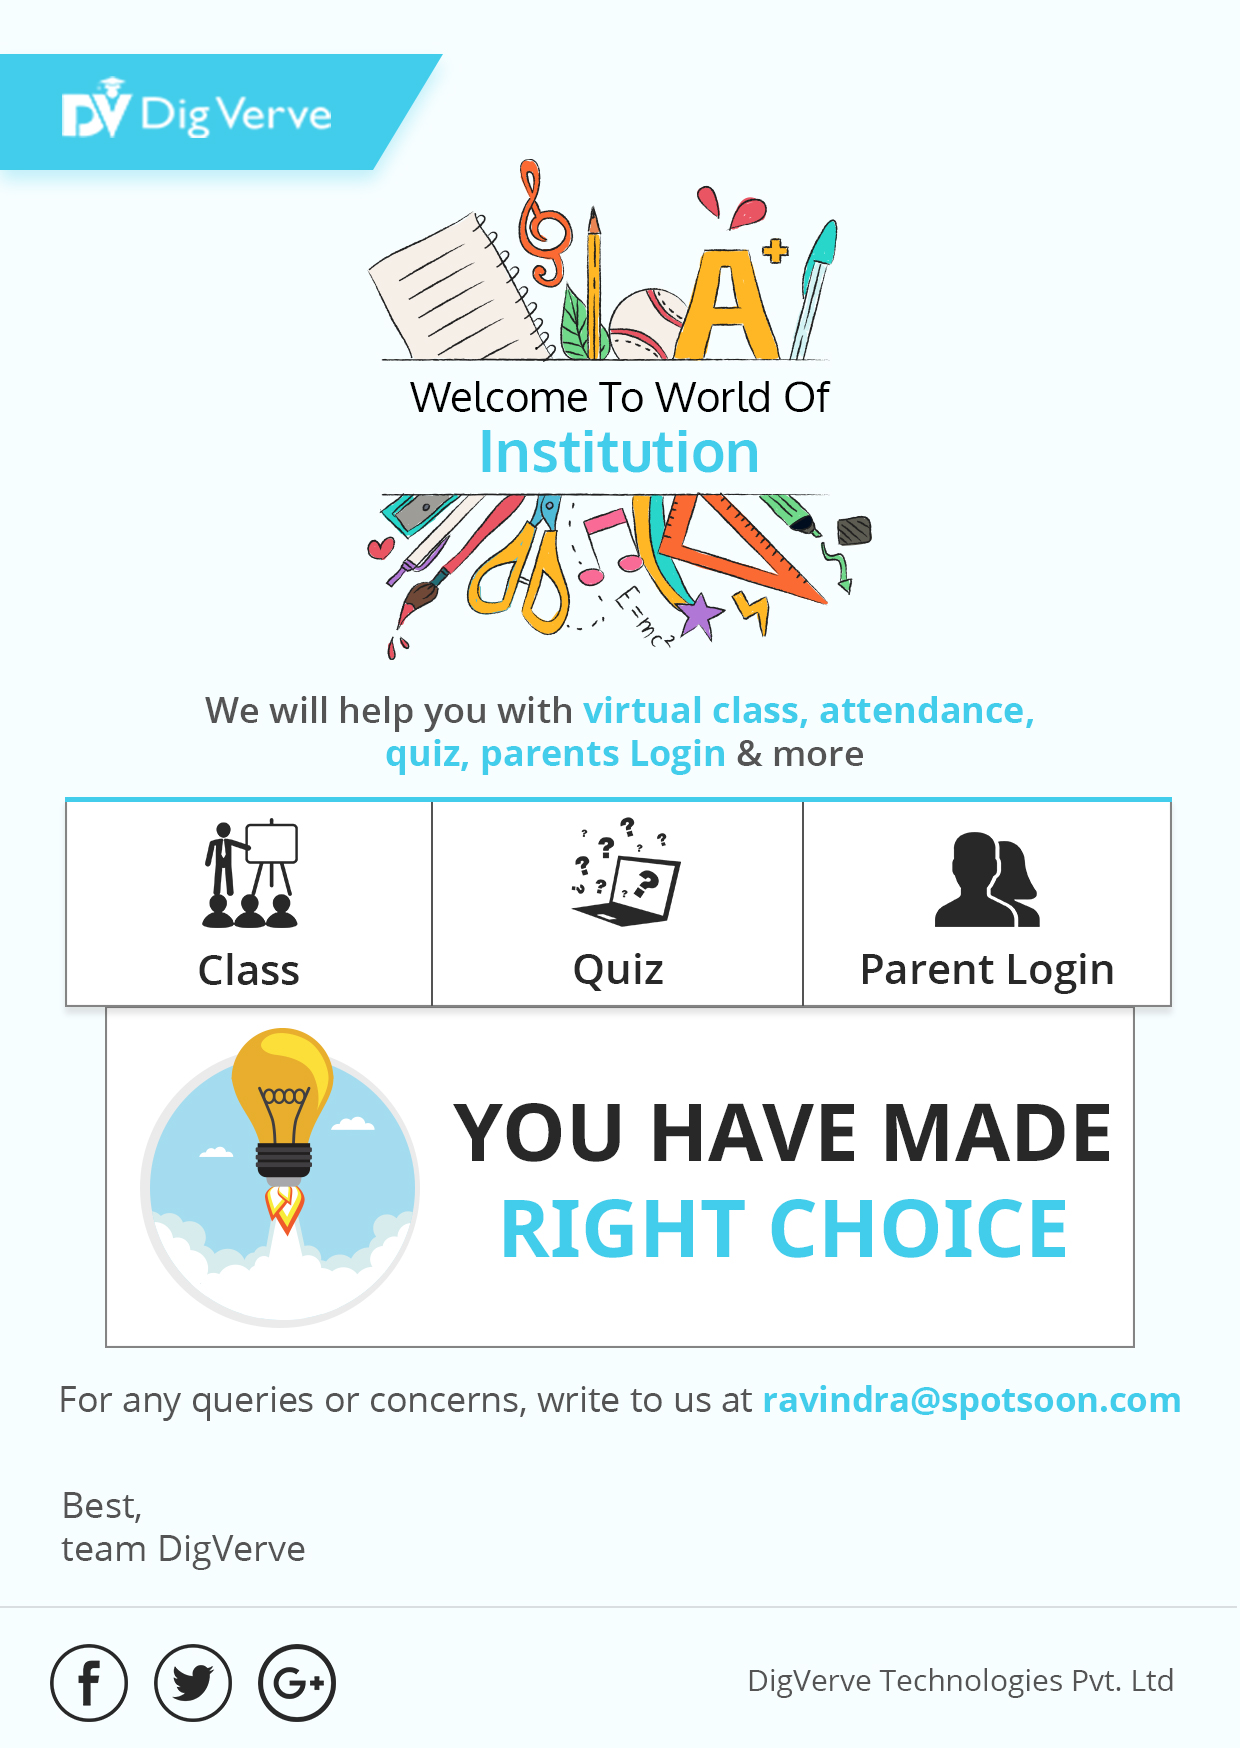 DV Dig Verve
A+
Welcome To World Of
Institution
E=mc²
We will help you with virtual class, attendance,
quiz, parents Login & more
Class
Quiz
Parent Login
YOU HAVE MADE
RIGHT CHOICE
For any queries or concerns, write to us at ravindra@spotsoon.com
Best,
team DigVerve
f
G+
DigVerve Technologies Pvt. Ltd